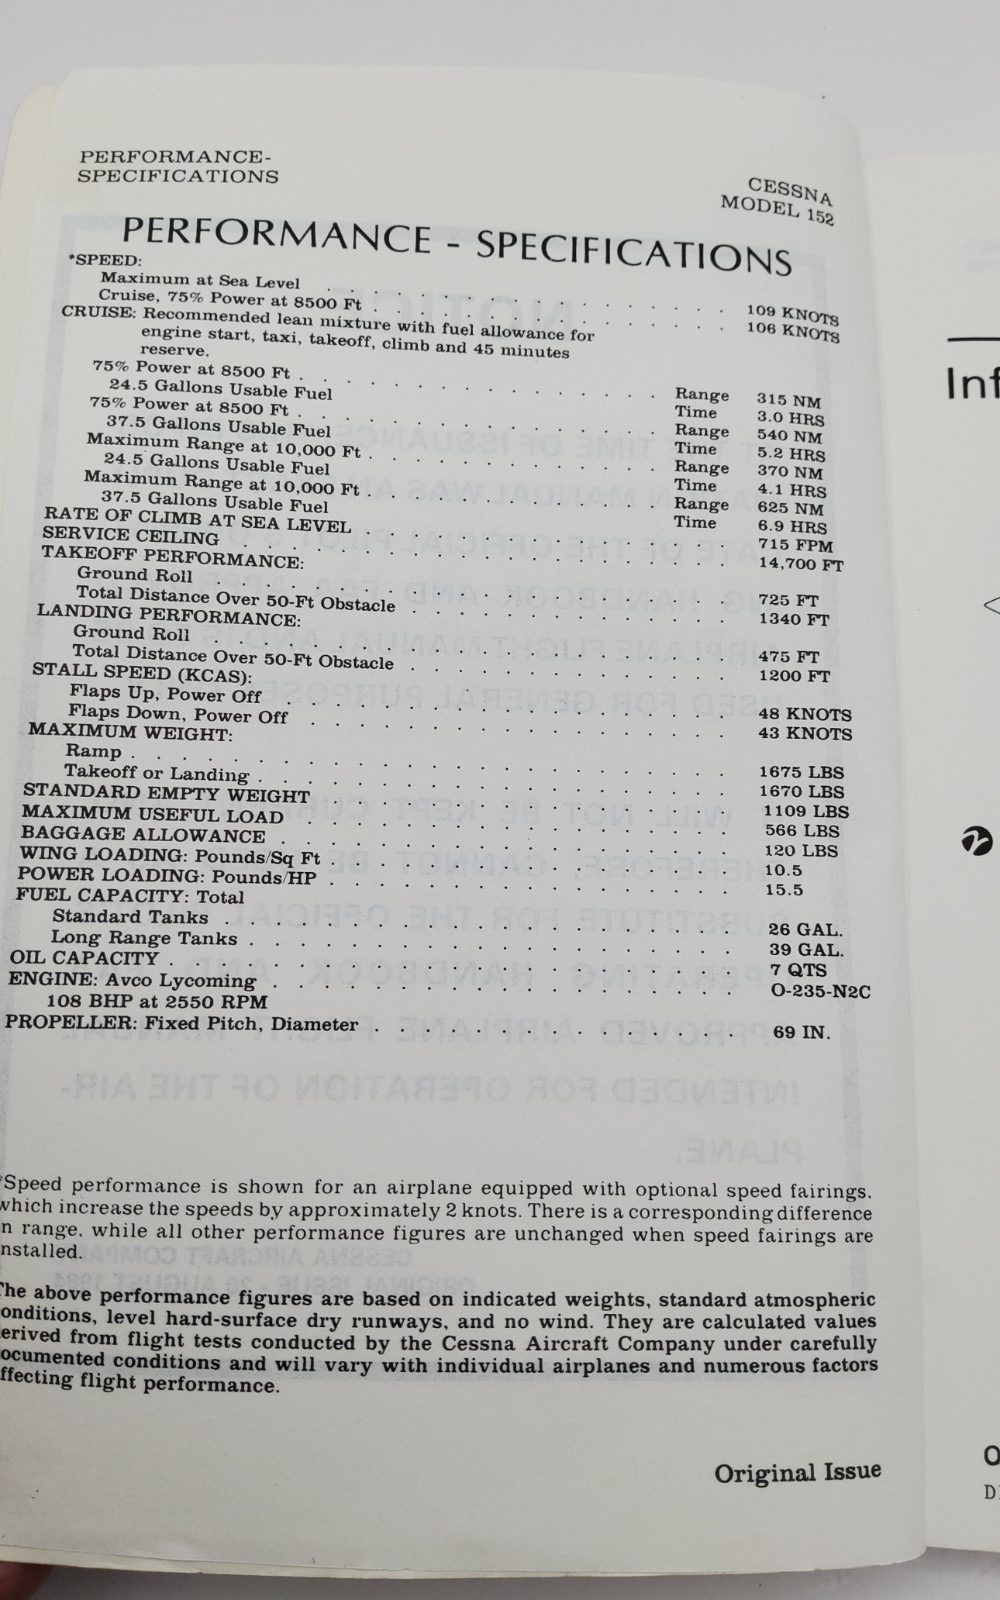 PERFORMANCE-
SPECIFICATIONS
CESSNA
MODEL 152
PERFORMANCE - SPECIFICATIONS
*SPEED:
Maximum at Sea Level . . . . . . . . . . . . 109 KNOTS
Cruise, 75% Power at 8500 Ft . . . . . . . . . . . . 106 KNOTS
CRUISE: Recommended lean mixture with fuel allowance for
engine start, taxi, takeoff, climb and 45 minutes
reserve.
75% Power at 8500 Ft . . . . . . . . . . . . Range 315 NM
24.5 Gallons Usable Fuel Time 3.0 HRS
75% Power at 8500 Ft . . . . . . . . . . . . Range 540 NM
37.5 Gallons Usable Fuel Time 5.2 HRS
Maximum Range at 10,000 Ft . . . . . . . . . . Range 370 NM
24.5 Gallons Usable Fuel Time 4.1 HRS
Maximum Range at 10,000 Ft . . . . . . . . . . Range 625 NM
37.5 Gallons Usable Fuel Time 6.9 HRS
RATE OF CLIMB AT SEA LEVEL . . . . . . . . . . 715 FPM
SERVICE CEILING . . . . . . . . . . . . 14,700 FT
TAKEOFF PERFORMANCE:
Ground Roll . . . . . . . . . . . . 725 FT
Total Distance Over 50-Ft Obstacle . . . . . . . . . . 1340 FT
LANDING PERFORMANCE:
Ground Roll . . . . . . . . . . . . 475 FT
Total Distance Over 50-Ft Obstacle . . . . . . . . . . 1200 FT
STALL SPEED (KCAS):
Flaps Up, Power Off . . . . . . . . . . . . 48 KNOTS
Flaps Down, Power Off . . . . . . . . . . . . 43 KNOTS
MAXIMUM WEIGHT:
Ramp . . . . . . . . . . . . 1675 LBS
Takeoff or Landing . . . . . . . . . . . . 1670 LBS
STANDARD EMPTY WEIGHT . . . . . . . . . . . . 1109 LBS
MAXIMUM USEFUL LOAD . . . . . . . . . . . . 566 LBS
BAGGAGE ALLOWANCE . . . . . . . . . . . . 120 LBS
WING LOADING: Pounds/Sq Ft . . . . . . . . . . . . 10.5
POWER LOADING: Pounds/HP . . . . . . . . . . . . 15.5
FUEL CAPACITY: Total
Standard Tanks . . . . . . . . . . . . 26 GAL.
Long Range Tanks . . . . . . . . . . . . 39 GAL.
OIL CAPACITY . . . . . . . . . . . . 7 QTS
ENGINE: Avco Lycoming . . . . . . . . . . . . O-235-N2C
108 BHP at 2550 RPM
PROPELLER: Fixed Pitch, Diameter . . . . . . . . . . . . 69 IN.
*Speed performance is shown for an airplane equipped with optional speed fairings,
which increase the speeds by approximately 2 knots. There is a corresponding difference
in range, while all other performance figures are unchanged when speed fairings are
installed.
The above performance figures are based on indicated weights, standard atmospheric
conditions, level hard-surface dry runways, and no wind. They are calculated values
derived from flight tests conducted by the Cessna Aircraft Company under carefully
documented conditions and will vary with individual airplanes and numerous factors
affecting flight performance.
Original Issue
Inf